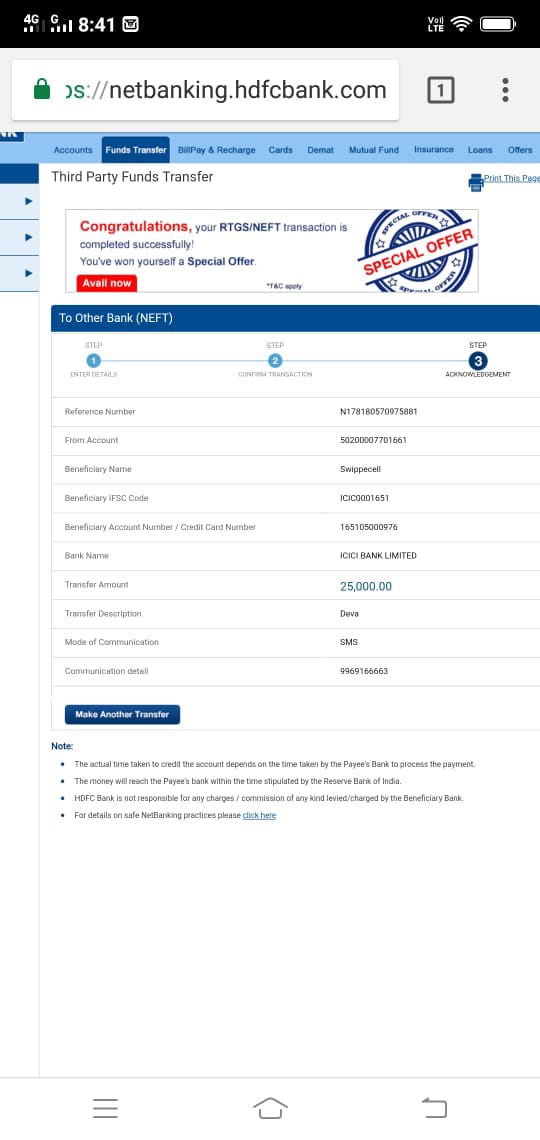 4G G 8:41
VoI) LTE
ps://netbanking.hdfcbank.com
1
NK
Accounts Funds Transfer BillPay & Recharge Cards Demat Mutual Fund Insurance Loans Offers
Third Party Funds Transfer
Print This Page
Congratulations, your RTGS/NEFT transaction is
completed successfully!
You've won yourself a Special Offer.
Avail now
*T&C apply
SPECIAL OFFER
SPECIAL OFFER
SPECIAL OFFER
To Other Bank (NEFT)
STEP STEP STEP
1 2 3
ENTER DETAILS CONFIRM TRANSACTION ACKNOWLEDGEMENT
Reference Number N178180570975881
From Account 50200007701661
Beneficiary Name Swippecell
Beneficiary IFSC Code ICIC0001651
Beneficiary Account Number / Credit Card Number 165105000976
Bank Name ICICI BANK LIMITED
Transfer Amount 25,000.00
Transfer Description Deva
Mode of Communication SMS
Communication detail 9969166663
Make Another Transfer
Note:
• The actual time taken to credit the account depends on the time taken by the Payee's Bank to process the payment.
• The money will reach the Payee's bank within the time stipulated by the Reserve Bank of India.
• HDFC Bank is not responsible for any charges / commission of any kind levied/charged by the Beneficiary Bank.
• For details on safe NetBanking practices please click here